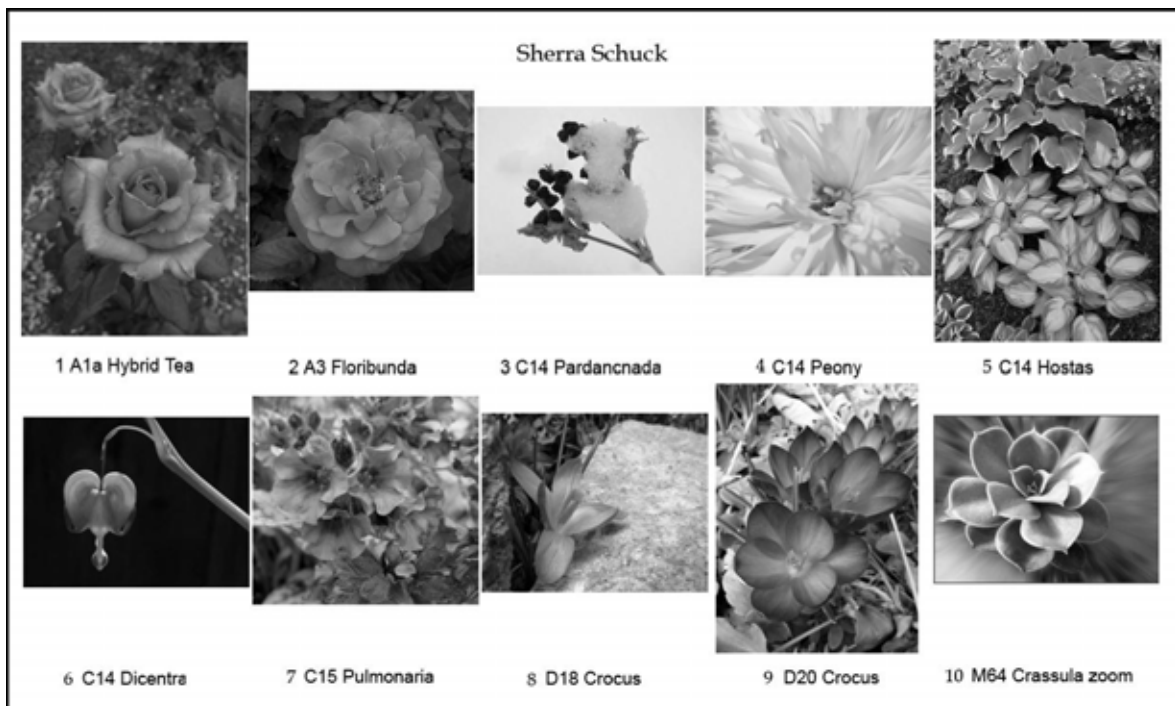 Sherra Schuck
1 A1a Hybrid Tea
2 A3 Floribunda
3 C14 Pardancnada
4 C14 Peony
5 C14 Hostas
6 C14 Dicentra
7 C15 Pulmonaria
8 D18 Crocus
9 D20 Crocus
10 M64 Crassula zoom